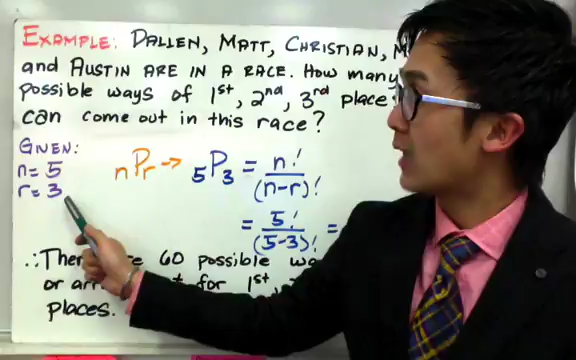 EXAMPLE: DALLEN, MATT, CHRISTIAN,
and AUSTIN ARE IN A RACE. HOW many
possible ways of 1st, 2nd, 3rd place
can come out in this race?
GIVEN:
n = 5
r = 3
nPr → 5P3 = n! / (n-r)!
= 5! / (5-3)! =
∴ 60 possible
or for 1st,
places.